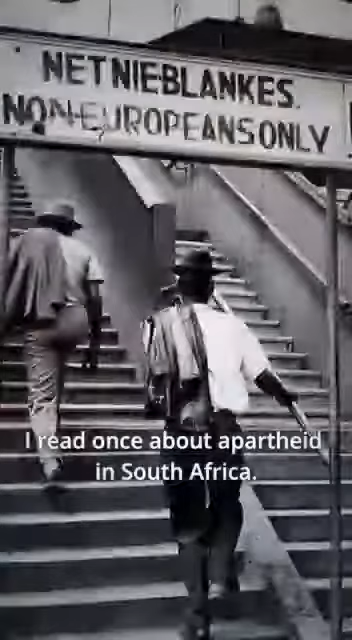 NET NIE-BLANKES.
NON-EUROPEANS ONLY
I read once about apartheid
in South Africa.